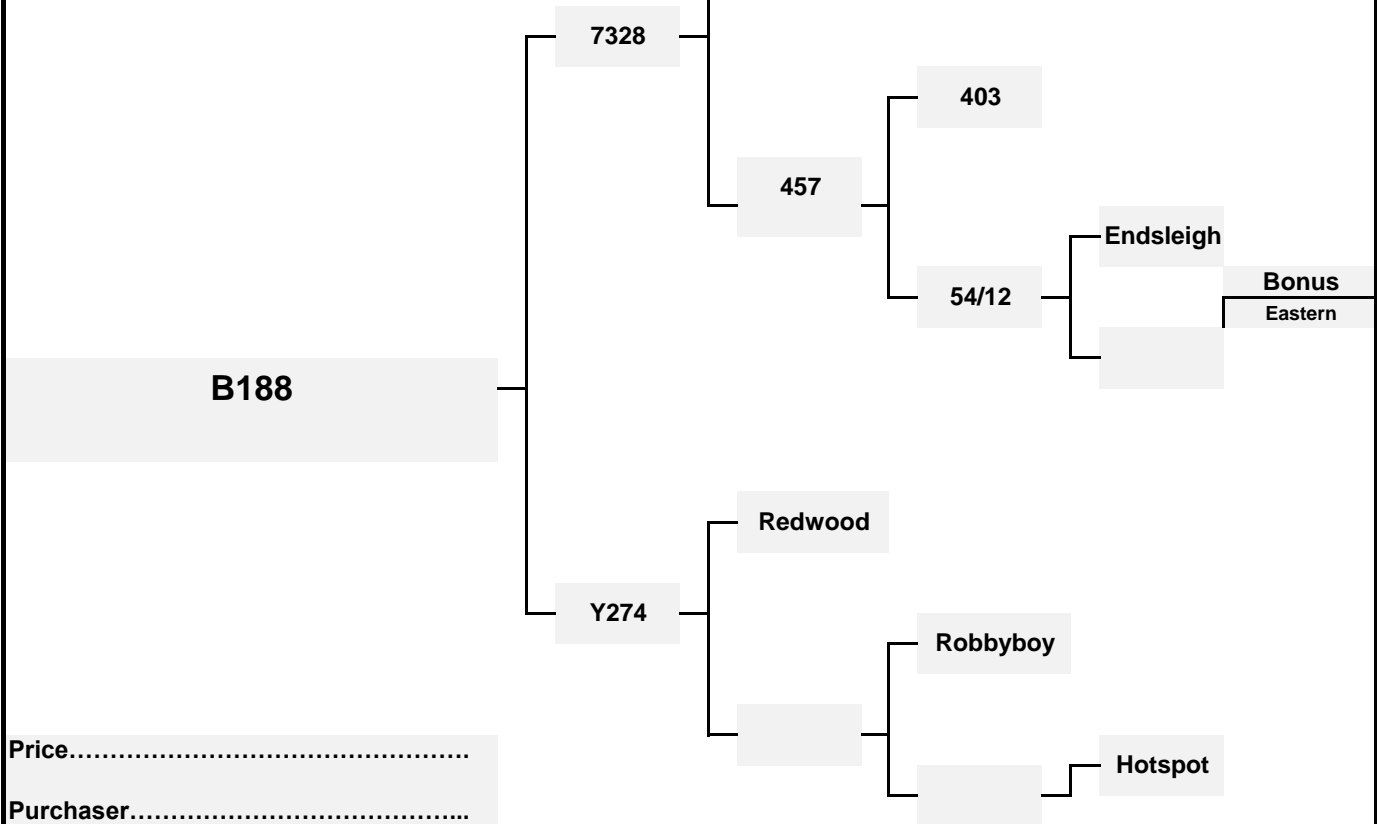 7328
403
457
Endsleigh
Bonus
54/12
Eastern
B188
Redwood
Y274
Robbyboy
Price…………………………………………….
Hotspot
Purchaser…………………………………...